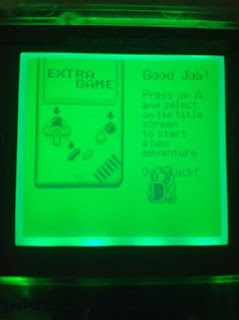 EXTRA
GAME
Good Job!
Press up, A,
and select
on the title
screen
to start
a new
adventure
Good Luck?